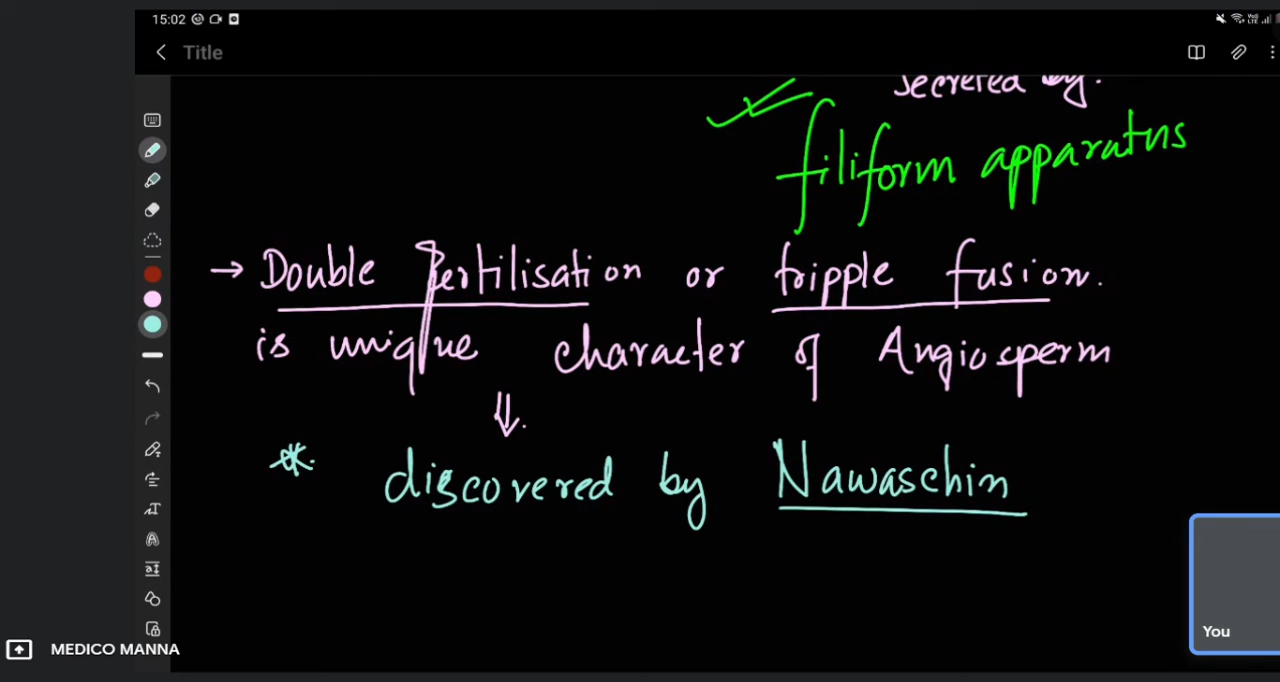 15:02
Title
secreted by.
filiform apparatus
→ Double fertilisation or tripple fusion.
is unique character of Angiosperm
⇓.
* discovered by Nawaschin
You
MEDICO MANNA